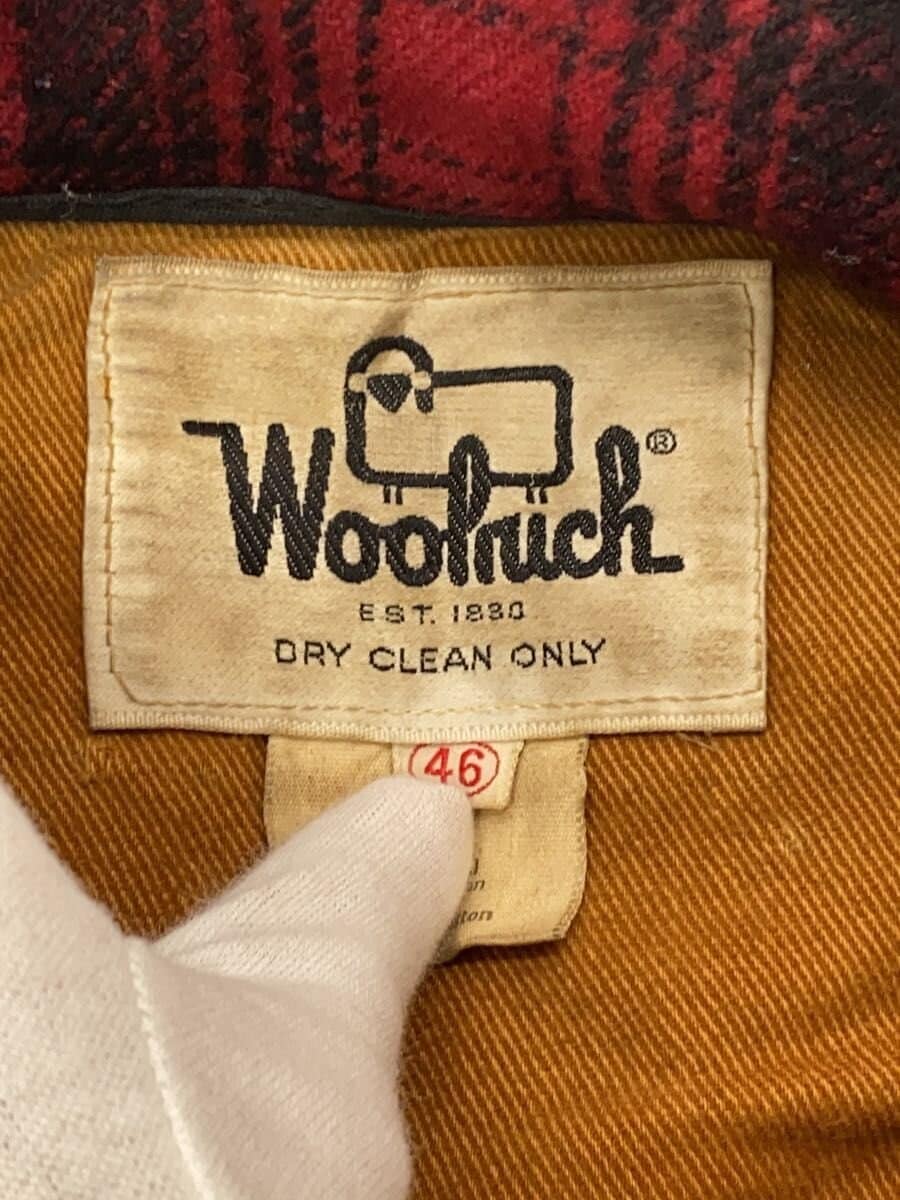 Woolrich®
EST. 1830
DRY CLEAN ONLY
46